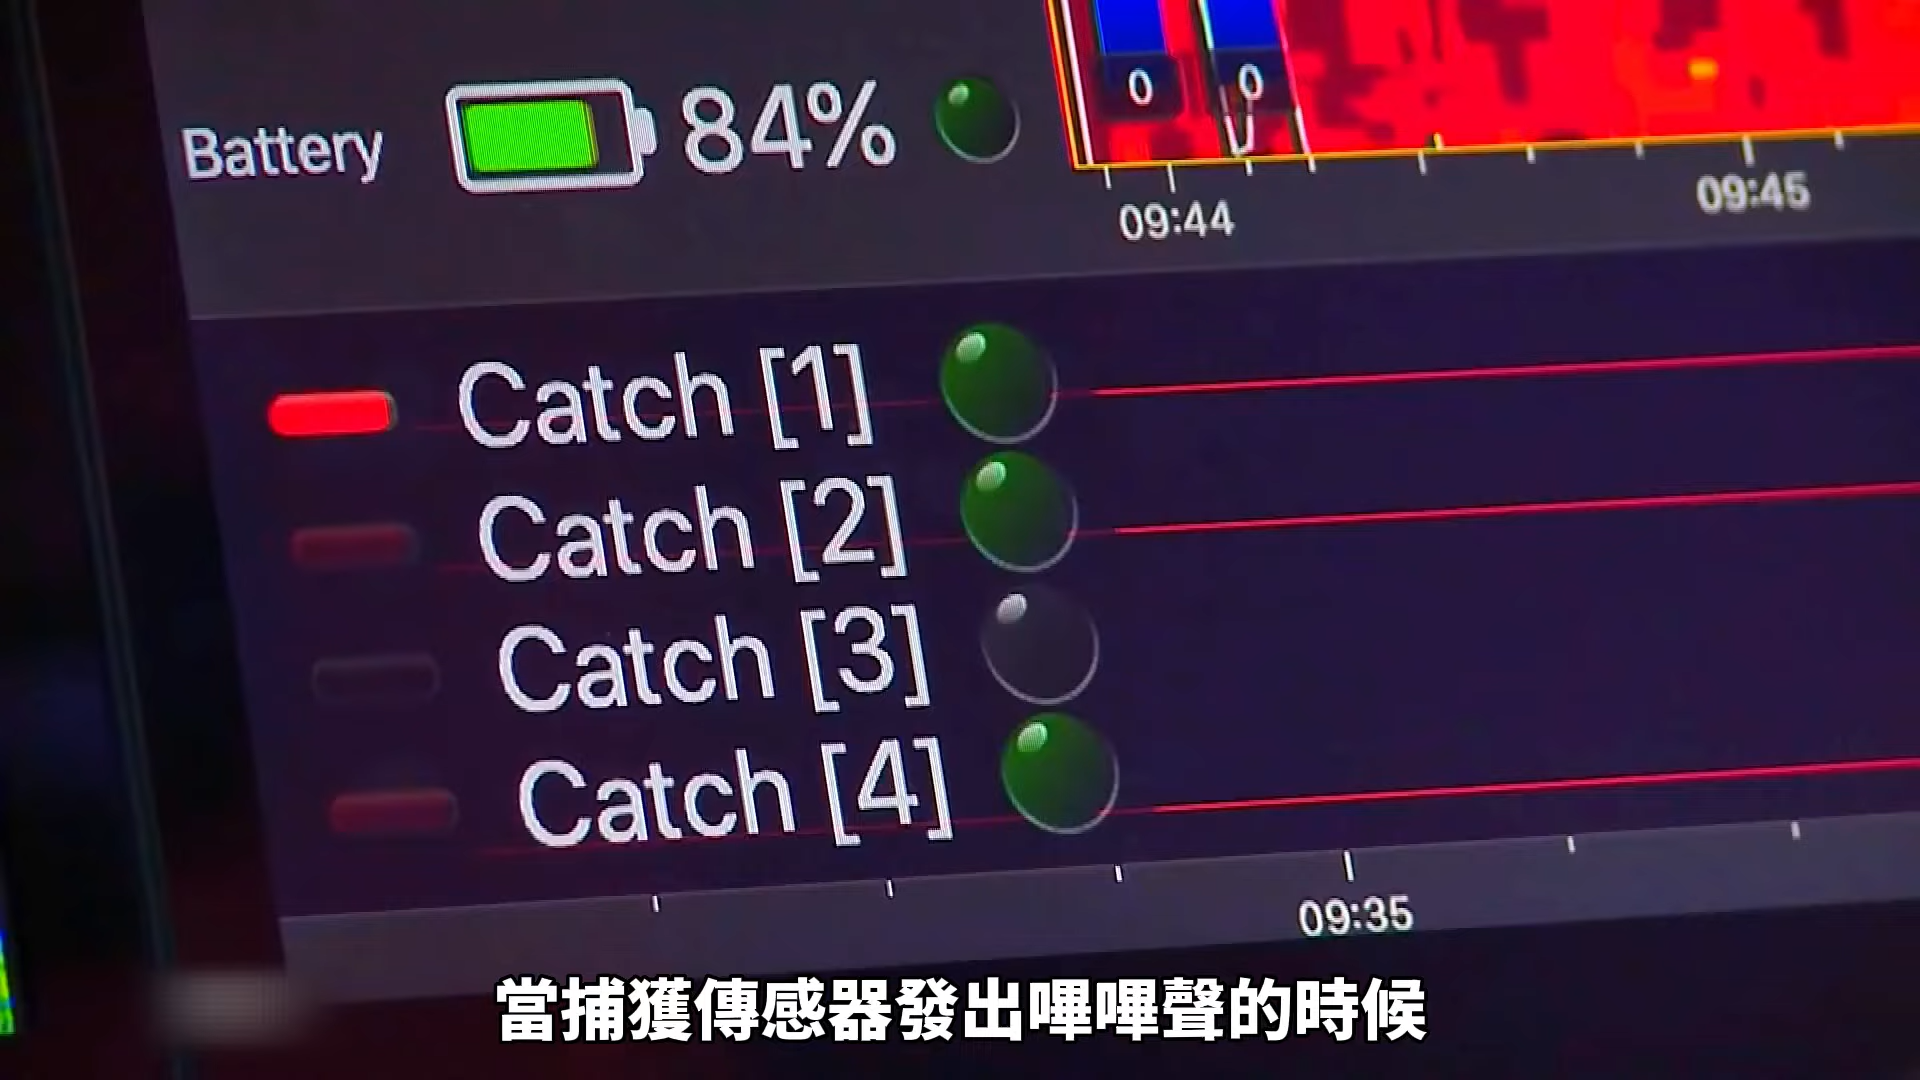 Battery 84%
0 0
09:44 09:45
Catch [1]
Catch [2]
Catch [3]
Catch [4]
09:35
當捕獲傳感器發出嗶嗶聲的時候